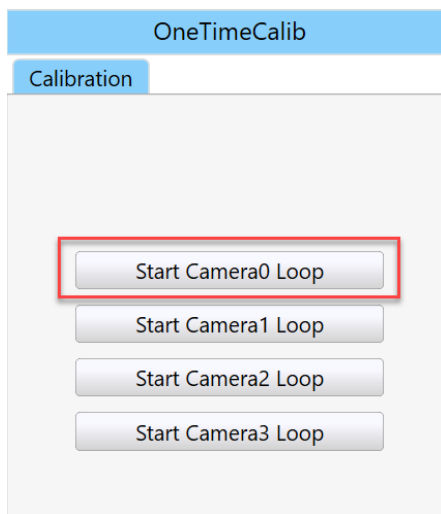 OneTimeCalib
Calibration
Start Camera0 Loop
Start Camera1 Loop
Start Camera2 Loop
Start Camera3 Loop